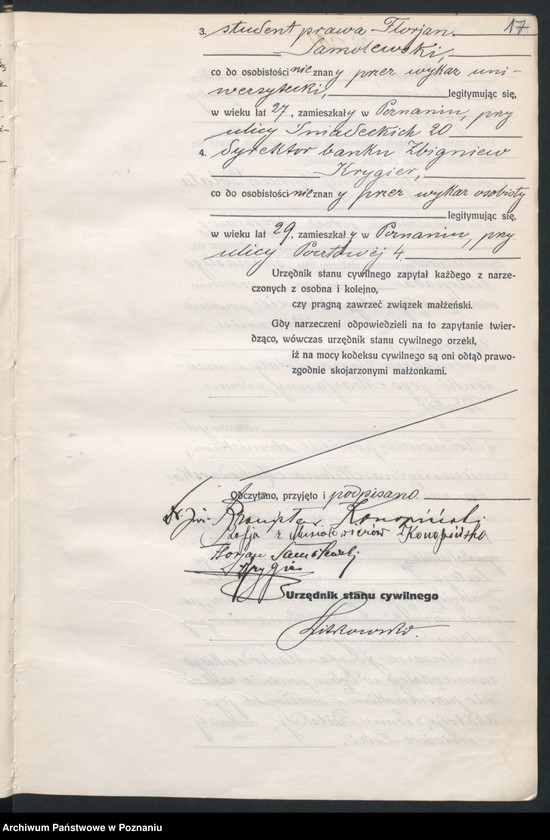 17
3. student prawa Florjan
Samolewski,
co do osobistości nieznany przez wykaz uni-
wersytecki, legitymując się,
w wieku lat 27, zamieszkały w Poznaniu, przy
ulicy Śniadeckich 20
4. dyrektor banku Zbigniew
Krygier,
co do osobistości nieznany przez wykaz osobisty
legitymując się,
w wieku lat 29, zamieszkały w Poznaniu, przy
ulicy Pocztowej 4.
Urzędnik stanu cywilnego zapytał każdego z narze-
czonych z osobna i kolejno,
czy pragną zawrzeć związek małżeński.
Gdy narzeczeni odpowiedzieli na to zapytanie twier-
dząco, wówczas urzędnik stanu cywilnego orzekł,
iż na mocy kodeksu cywilnego są oni odtąd prawo-
zgodnie skojarzonymi małżonkami.
Odczytano, przyjęto i podpisano
Dr. Konopiński
Zofja z Konopińska
Florjan Samolewski
Krygier
Urzędnik stanu cywilnego
Archiwum Państwowe w Poznaniu